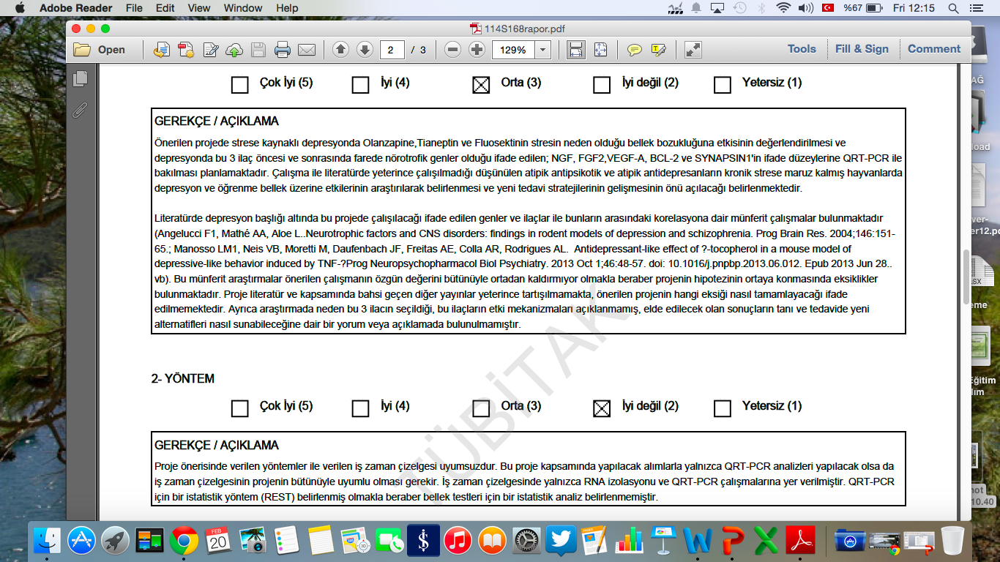 Adobe Reader File Edit View Window Help %67 Fri 12:15
114S168rapor.pdf
Open 2 / 3 129% Tools Fill & Sign Comment
Çok İyi (5) İyi (4) Orta (3) İyi değil (2) Yetersiz (1)
GEREKÇE / AÇIKLAMA
Önerilen projede strese kaynaklı depresyonda Olanzapine,Tianeptin ve Fluosektinin stresin neden olduğu bellek bozukluğuna etkisinin değerlendirilmesi ve
depresyonda bu 3 ilaç öncesi ve sonrasında farede nörotrofik genler olduğu ifade edilen; NGF, FGF2,VEGF-A, BCL-2 ve SYNAPSIN1'in ifade düzeylerine QRT-PCR ile
bakılması planlamaktadır. Çalışma ile literatürde yeterince çalışılmadığı düşünülen atipik antipsikotik ve atipik antidepresanların kronik strese maruz kalmış hayvanlarda
depresyon ve öğrenme bellek üzerine etkilerinin araştırılarak belirlenmesi ve yeni tedavi stratejilerinin gelişmesinin önü açılacağı belirlenmektedir.
Literatürde depresyon başlığı altında bu projede çalışılacağı ifade edilen genler ve ilaçlar ile bunların arasındaki korelasyona dair münferit çalışmalar bulunmaktadır
(Angelucci F1, Mathé AA, Aloe L..Neurotrophic factors and CNS disorders: findings in rodent models of depression and schizophrenia. Prog Brain Res. 2004;146:151-
65.; Manosso LM1, Neis VB, Moretti M, Daufenbach JF, Freitas AE, Colla AR, Rodrigues AL. Antidepressant-like effect of ?-tocopherol in a mouse model of
depressive-like behavior induced by TNF-?Prog Neuropsychopharmacol Biol Psychiatry. 2013 Oct 1;46:48-57. doi: 10.1016/j.pnpbp.2013.06.012. Epub 2013 Jun 28..
vb). Bu münferit araştırmalar önerilen çalışmanın özgün değerini bütünüyle ortadan kaldırmıyor olmakla beraber projenin hipotezinin ortaya konmasında eksiklikler
bulunmaktadır. Proje literatür ve kapsamında bahsi geçen diğer yayınlar yeterince tartışılmamakta, önerilen projenin hangi eksiği nasıl tamamlayacağı ifade
edilmemektedir. Ayrıca araştırmada neden bu 3 ilacın seçildiği, bu ilaçların etki mekanizmaları açıklanmamış, elde edilecek olan sonuçların tanı ve tedavide yeni
alternatifleri nasıl sunabileceğine dair bir yorum veya açıklamada bulunulmamıştır.
TÜBİTAK
2- YÖNTEM
Çok İyi (5) İyi (4) Orta (3) İyi değil (2) Yetersiz (1)
GEREKÇE / AÇIKLAMA
Proje önerisinde verilen yöntemler ile verilen iş zaman çizelgesi uyumsuzdur. Bu proje kapsamında yapılacak alımlarla yalnızca QRT-PCR analizleri yapılacak olsa da
iş zaman çizelgesinin projenin bütünüyle uyumlu olması gerekir. İş zaman çizelgesinde yalnızca RNA izolasyonu ve QRT-PCR çalışmalarına yer verilmiştir. QRT-PCR
için bir istatistik yöntem (REST) belirlenmiş olmakla beraber bellek testleri için bir istatistik analiz belirlenmemiştir.
FEB
20